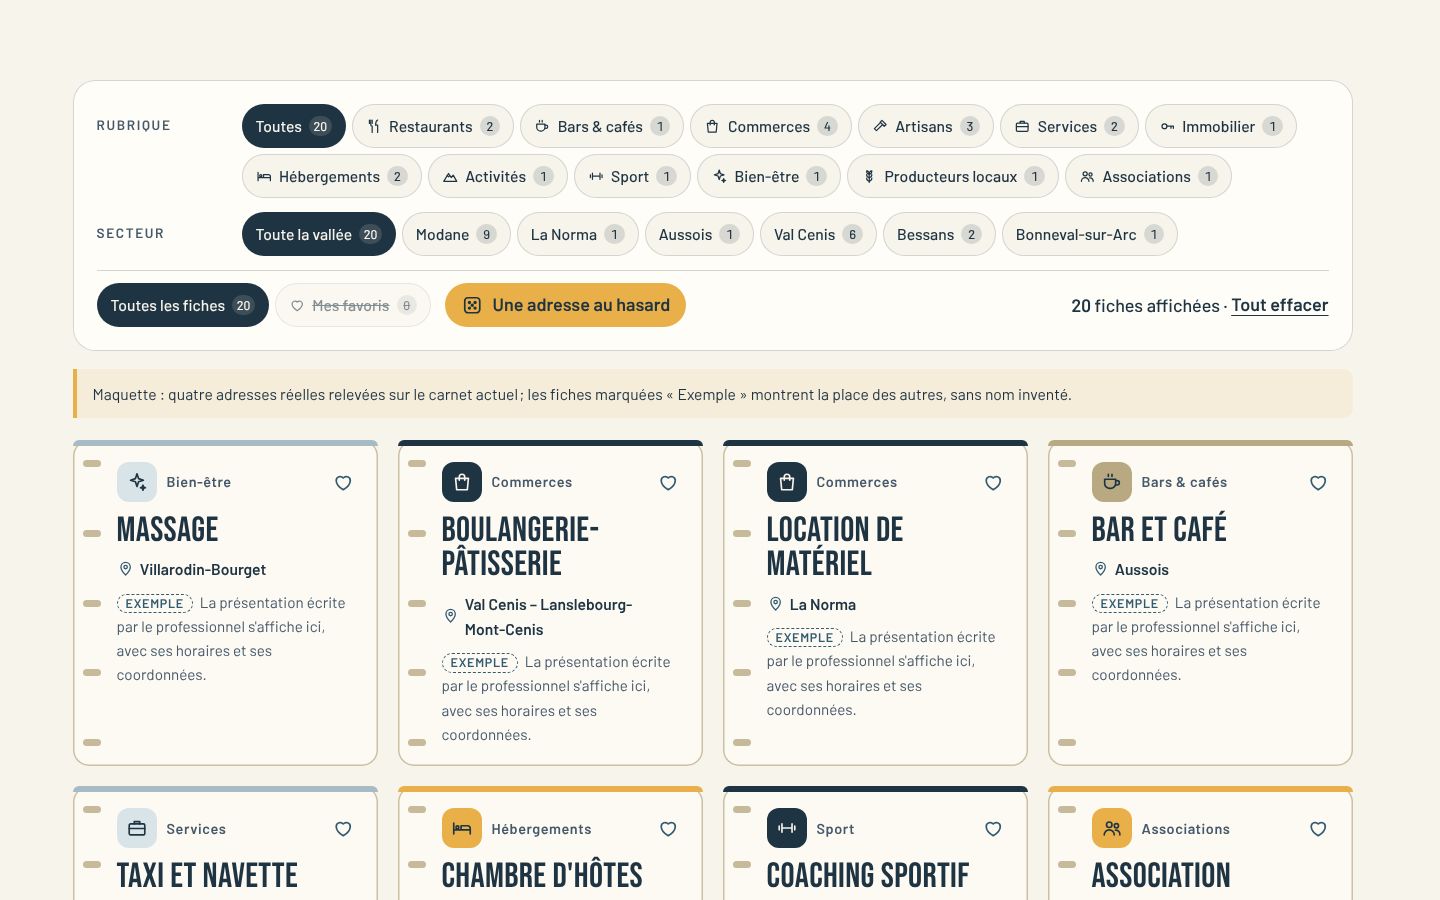 RUBRIQUE
Toutes 20
Restaurants 2
Bars & cafés 1
Commerces 4
Artisans 3
Services 2
Immobilier 1
Hébergements 2
Activités 1
Sport 1
Bien-être 1
Producteurs locaux 1
Associations 1
SECTEUR
Toute la vallée 20
Modane 9
La Norma 1
Aussois 1
Val Cenis 6
Bessans 2
Bonneval-sur-Arc 1
Toutes les fiches 20
Mes favoris 0
Une adresse au hasard
20 fiches affichées · Tout effacer
Maquette : quatre adresses réelles relevées sur le carnet actuel ; les fiches marquées « Exemple » montrent la place des autres, sans nom inventé.
Bien-être
MASSAGE
Villarodin-Bourget
EXEMPLE La présentation écrite
par le professionnel s'affiche ici,
avec ses horaires et ses
coordonnées.
Commerces
BOULANGERIE-
PÂTISSERIE
Val Cenis – Lanslebourg-
Mont-Cenis
EXEMPLE La présentation écrite
par le professionnel s'affiche ici,
avec ses horaires et ses
coordonnées.
Commerces
LOCATION DE
MATÉRIEL
La Norma
EXEMPLE La présentation écrite
par le professionnel s'affiche ici,
avec ses horaires et ses
coordonnées.
Bars & cafés
BAR ET CAFÉ
Aussois
EXEMPLE La présentation écrite
par le professionnel s'affiche ici,
avec ses horaires et ses
coordonnées.
Services
TAXI ET NAVETTE
Hébergements
CHAMBRE D'HÔTES
Sport
COACHING SPORTIF
Associations
ASSOCIATION